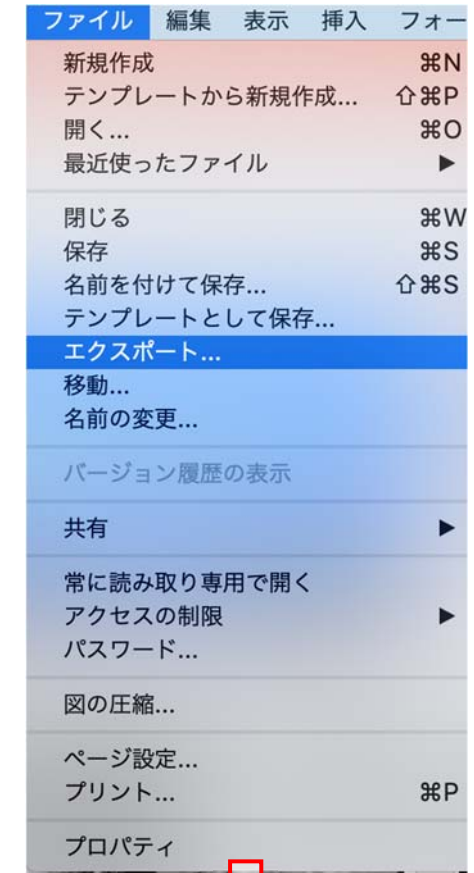 ファイル 編集 表示 挿入 フォー
新規作成 ⌘N
テンプレートから新規作成... ⇧⌘P
開く... ⌘O
最近使ったファイル ▶
閉じる ⌘W
保存 ⌘S
名前を付けて保存... ⇧⌘S
テンプレートとして保存...
エクスポート...
移動...
名前の変更...
バージョン履歴の表示
共有 ▶
常に読み取り専用で開く
アクセスの制限 ▶
パスワード...
図の圧縮...
ページ設定...
プリント... ⌘P
プロパティ